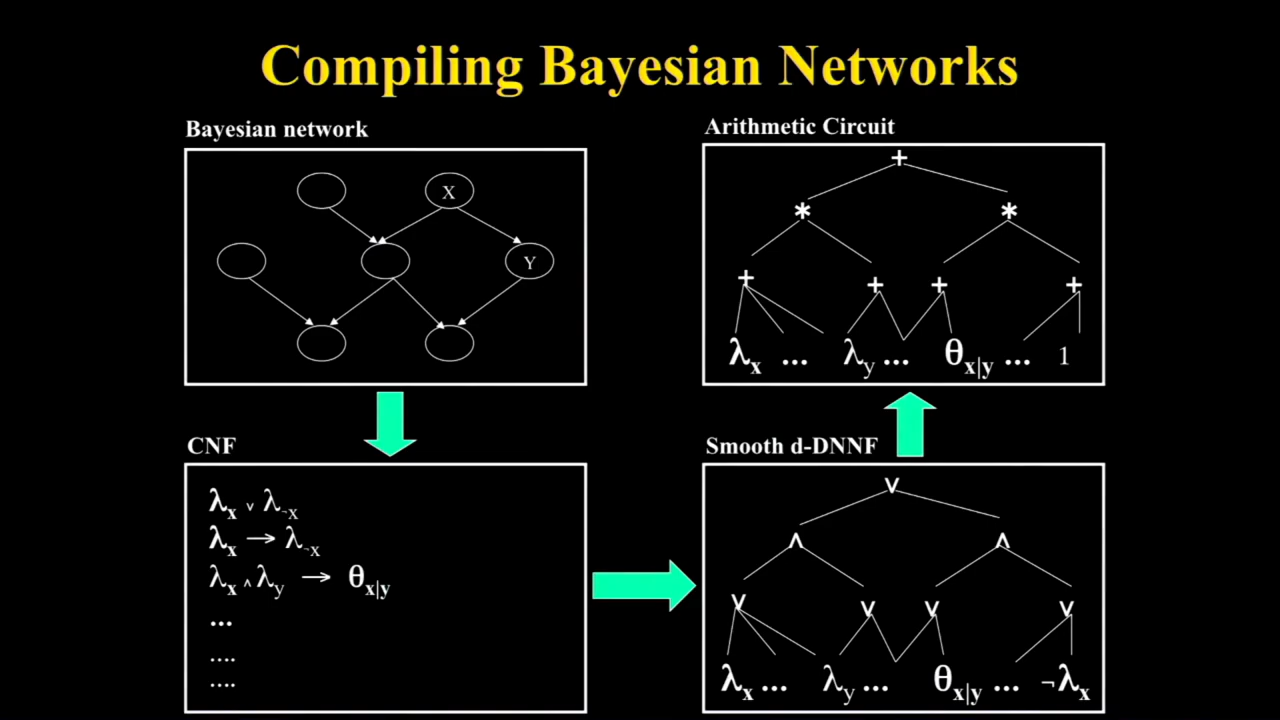 Compiling Bayesian Networks
Bayesian network
X
Y
Arithmetic Circuit
+
* *
+ + + +
λx ... λy ... θx|y ... 1
CNF
λx ∨ λ¬x
λx → λ¬x
λx ∧ λy → θx|y
...
....
....
Smooth d-DNNF
∨
∧ ∧
∨ ∨ ∨ ∨
λx ... λy ... θx|y ... ¬λx